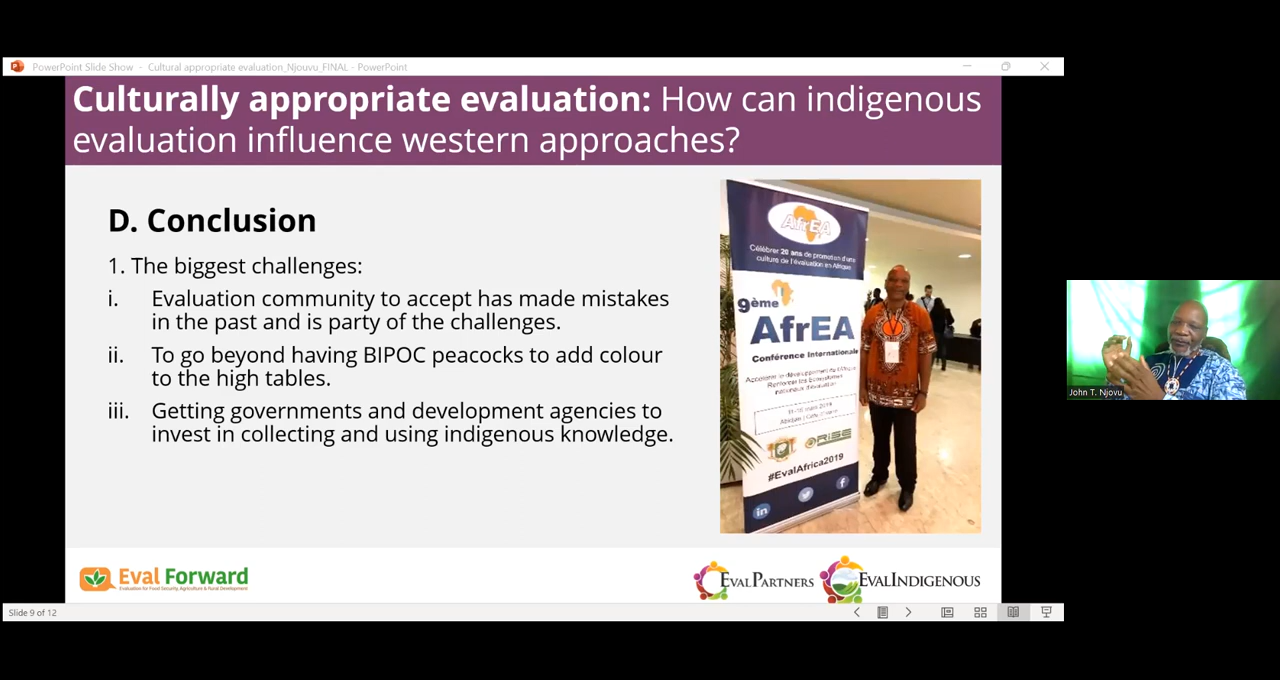 PowerPoint Slide Show - Cultural appropriate evaluation_Njouvu_FINAL - PowerPoint
Culturally appropriate evaluation: How can indigenous
evaluation influence western approaches?
D. Conclusion
1. The biggest challenges:
i. Evaluation community to accept has made mistakes
in the past and is party of the challenges.
ii. To go beyond having BIPOC peacocks to add colour
to the high tables.
iii. Getting governments and development agencies to
invest in collecting and using indigenous knowledge.
AfrEA
Célébrer 20 ans de promotion d'une
culture de l'évaluation en Afrique
9ème
AfrEA
Conférence Internationale
#EvalAfrica2019
in
f
John T. Njovu
Eval Forward
Evaluation for Food Security, Agriculture & Rural Development
EVALPARTNERS
EVALINDIGENOUS
Slide 9 of 12